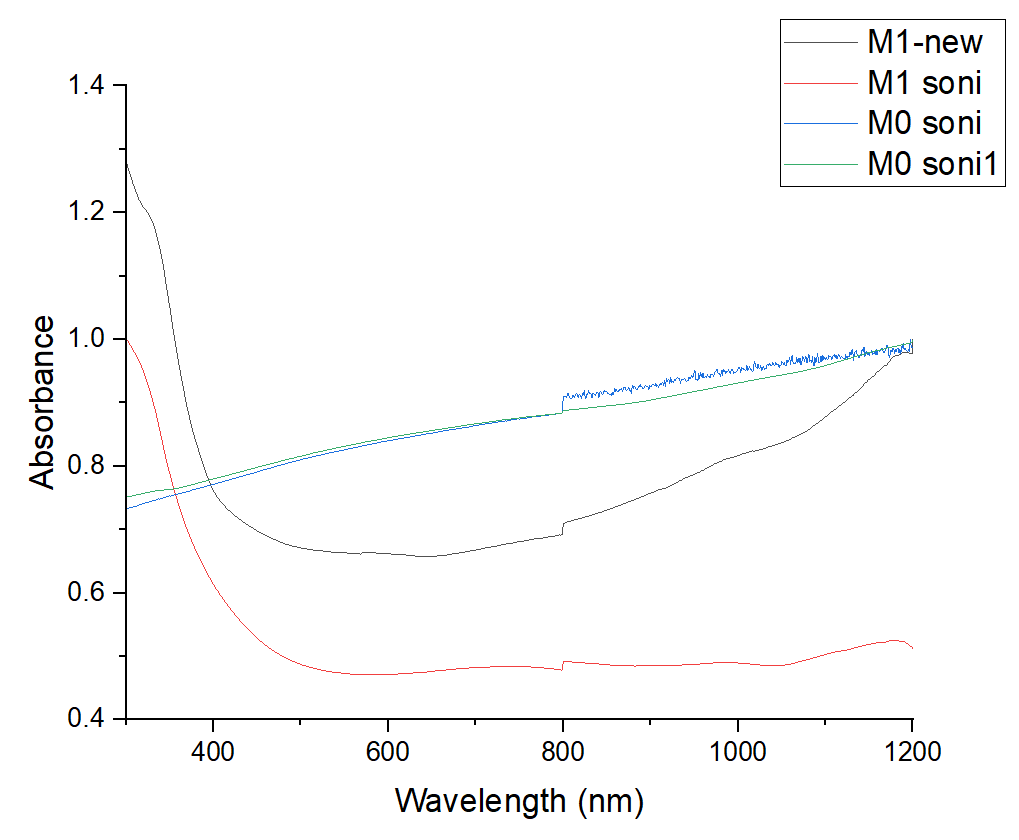 M1-new
M1 soni
M0 soni
M0 soni1
1.4
1.2
1.0
0.8
0.6
0.4
Absorbance
400 600 800 1000 1200
Wavelength (nm)